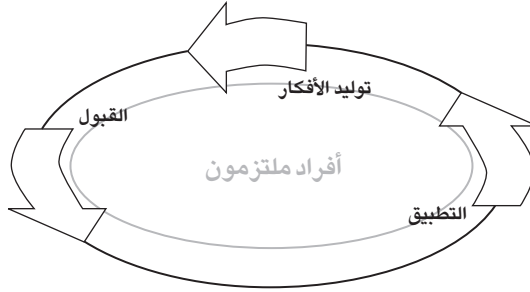 توليد الأفكار
القبول
أفراد ملتزمون
التطبيق